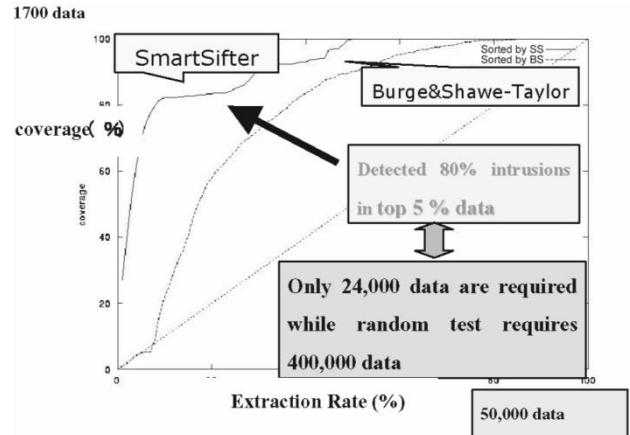 1700 data
100
SmartSifter
Sorted by SS
Sorted by BS
Burge&Shawe-Taylor
80
coverage( %)
Detected 80% intrusions
in top 5 % data
60
coverage
40
Only 24,000 data are required
while random test requires
400,000 data
20
0
0
80
100
Extraction Rate (%)
50,000 data